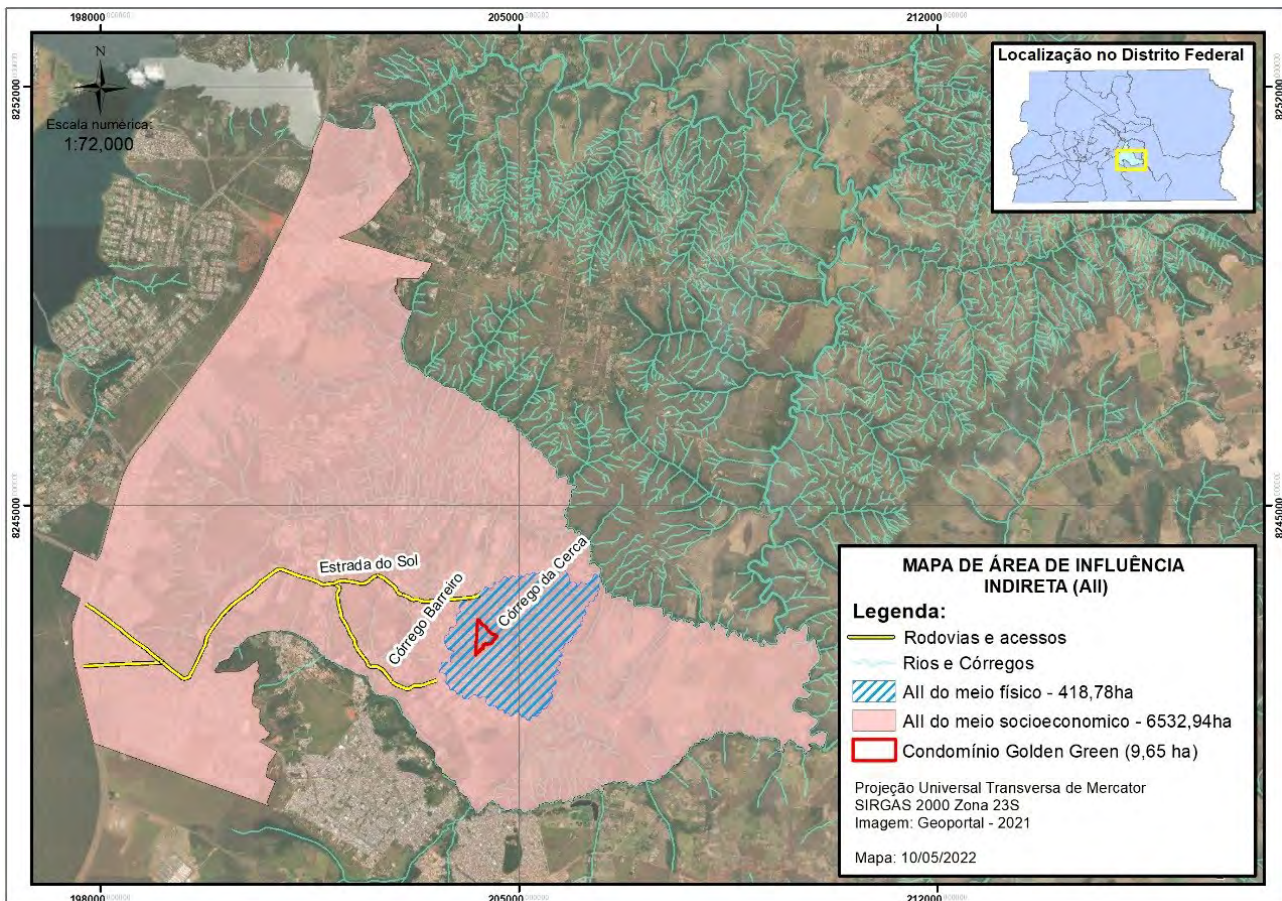 198000
205000
212000
N
8252000
Escala numérica:
1:72,000
Localização no Distrito Federal
8252000
8245000
8245000
Estrada do Sol
Córrego Barreiro
Córrego da Cerca
MAPA DE ÁREA DE INFLUÊNCIA
INDIRETA (AII)
Legenda:
Rodovias e acessos
Rios e Córregos
AII do meio físico - 418,78ha
AII do meio socioeconomico - 6532,94ha
Condomínio Golden Green (9,65 ha)
Projeção Universal Transversa de Mercator
SIRGAS 2000 Zona 23S
Imagem: Geoportal - 2021
Mapa: 10/05/2022
198000
205000
212000